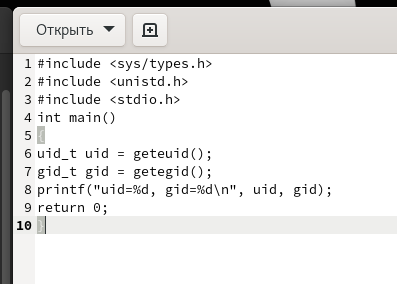 Открыть
1 #include <sys/types.h>
2 #include <unistd.h>
3 #include <stdio.h>
4 int main()
5 {
6 uid_t uid = geteuid();
7 gid_t gid = getegid();
8 printf("uid=%d, gid=%d\n", uid, gid);
9 return 0;
10 }